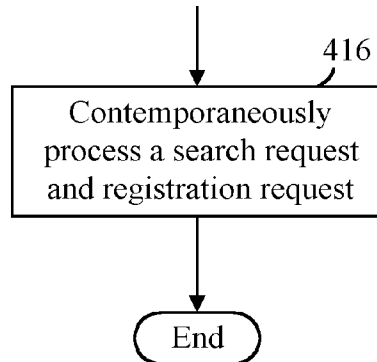 416
Contemporaneously
process a search request
and registration request
End